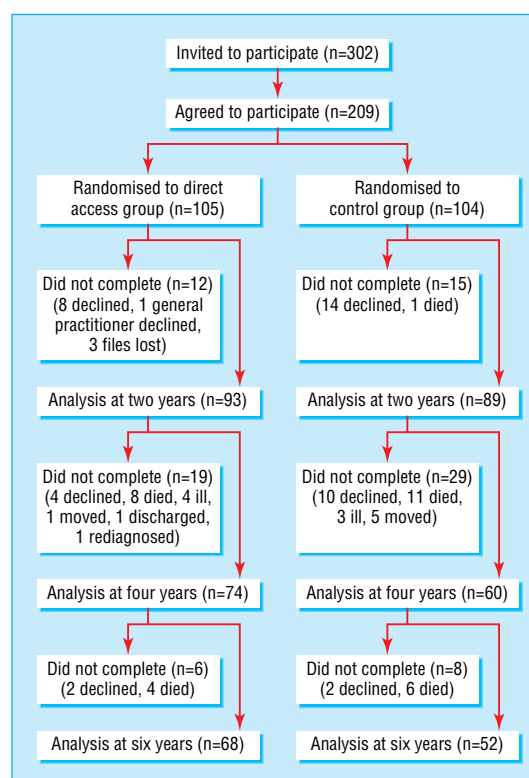 Invited to participate (n=302)
Agreed to participate (n=209)
Randomised to direct
access group (n=105)
Randomised to
control group (n=104)
Did not complete (n=12)
(8 declined, 1 general
practitioner declined,
3 files lost)
Did not complete (n=15)
(14 declined, 1 died)
Analysis at two years (n=93)
Analysis at two years (n=89)
Did not complete (n=19)
(4 declined, 8 died, 4 ill,
1 moved, 1 discharged,
1 rediagnosed)
Did not complete (n=29)
(10 declined, 11 died,
3 ill, 5 moved)
Analysis at four years (n=74)
Analysis at four years (n=60)
Did not complete (n=6)
(2 declined, 4 died)
Did not complete (n=8)
(2 declined, 6 died)
Analysis at six years (n=68)
Analysis at six years (n=52)